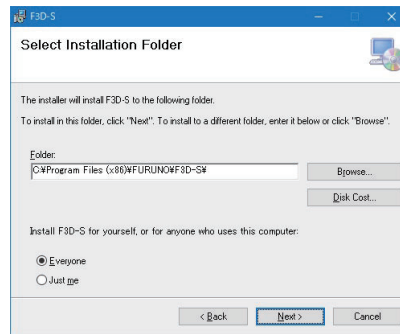 F3D-S
Select Installation Folder
The installer will install F3D-S to the following folder.
To install in this folder, click "Next". To install to a different folder, enter it below or click "Browse".
Folder:
C:¥Program Files (x86)¥FURUNO¥F3D-S¥
Browse...
Disk Cost...
Install F3D-S for yourself, or for anyone who uses this computer:
Everyone
Just me
< Back
Next >
Cancel